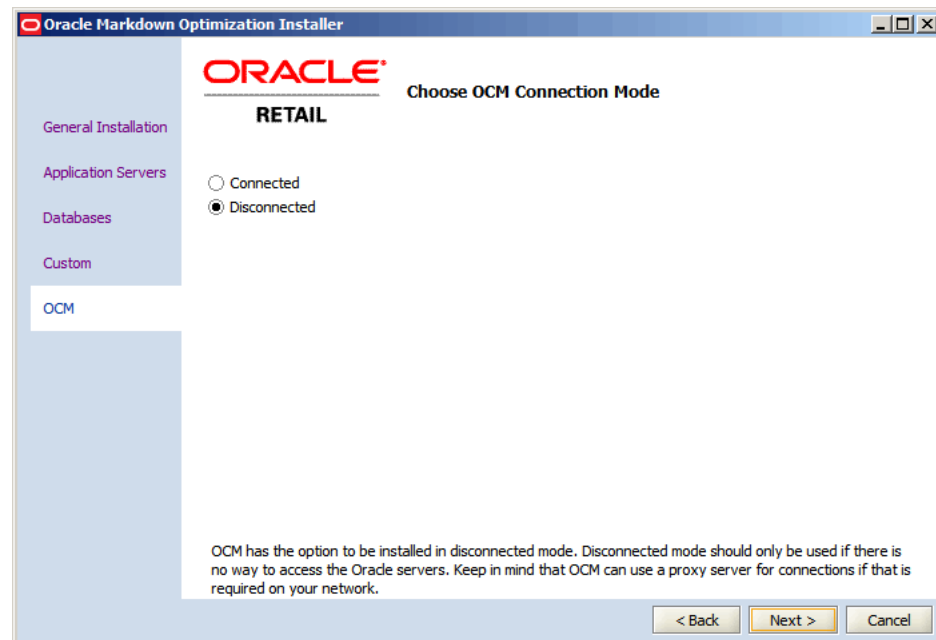 Oracle Markdown Optimization Installer
ORACLE®
RETAIL
Choose OCM Connection Mode
General Installation
Application Servers
Databases
Custom
OCM
Connected
Disconnected
OCM has the option to be installed in disconnected mode. Disconnected mode should only be used if there is
no way to access the Oracle servers. Keep in mind that OCM can use a proxy server for connections if that is
required on your network.
< Back
Next >
Cancel